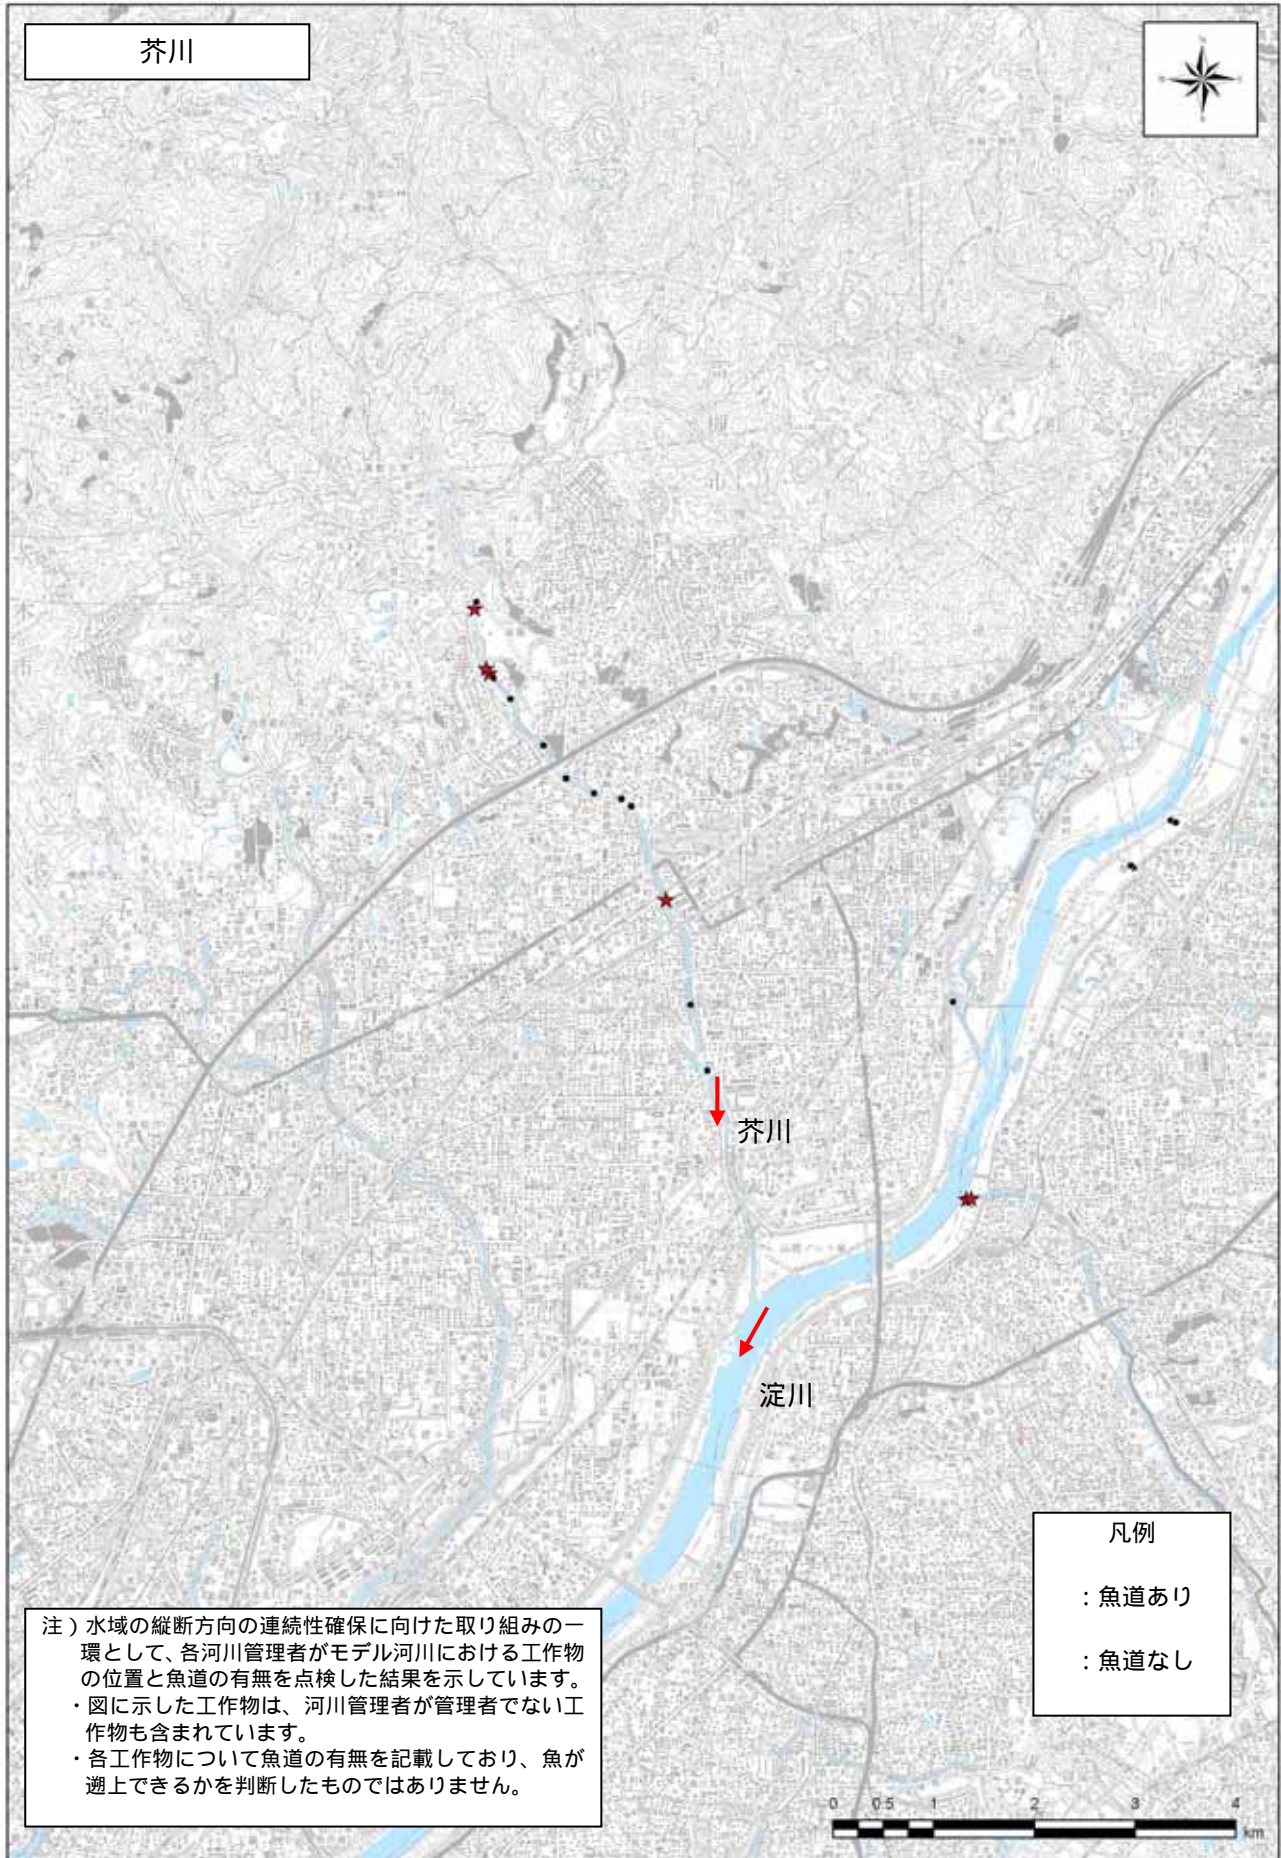 芥川
芥川
淀川
凡例
：魚道あり
：魚道なし
注）水域の縦断方向の連続性確保に向けた取り組みの一
環として、各河川管理者がモデル河川における工作物
の位置と魚道の有無を点検した結果を示しています。
・図に示した工作物は、河川管理者が管理者でない工
作物も含まれています。
・各工作物について魚道の有無を記載しており、魚が
遡上できるかを判断したものではありません。
0 0.5 1 2 3 4
km